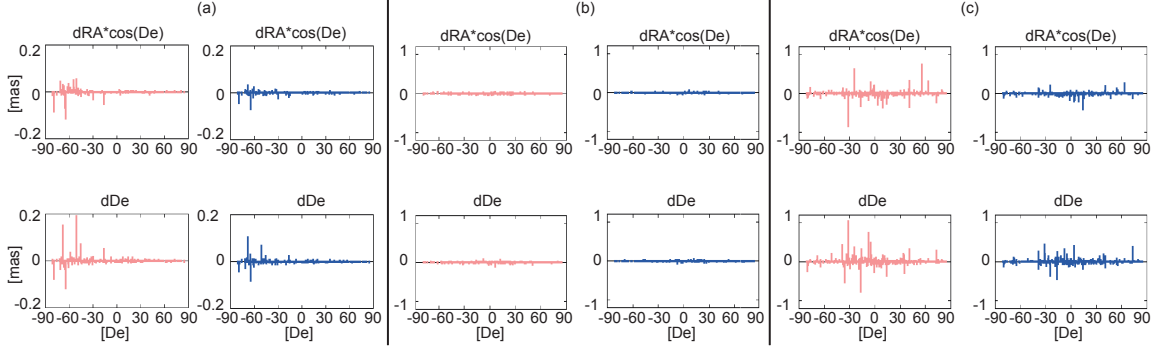 (a) (b) (c)
dRA*cos(De) dRA*cos(De) dRA*cos(De) dRA*cos(De) dRA*cos(De) dRA*cos(De)
0.2 0.2 1 1 1 1
[mas] 0 0 0 0 0 0
-0.2 0.2 -1 -1 1 1
-90 -60 -30 0 30 60 90 -90 -60 -30 0 30 60 90 -90 -60 -30 0 30 60 90 -90 -60 -30 0 30 60 90 -90 -60 -30 0 30 60 90 -90 -60 -30 0 30 60 90
dDe dDe dDe dDe dDe dDe
0.2 0.2 1 1 1 1
[mas] 0 0 0 0 0 0
0.2 0.2 -1 -1 -1 -1
-90 -60 -30 0 30 60 90 -90 -60 -30 0 30 60 90 -90 -60 -30 0 30 60 90 -90 -60 -30 0 30 60 90 -90 -60 -30 0 30 60 90 -90 -60 -30 0 30 60 90
[De] [De] [De] [De] [De] [De]